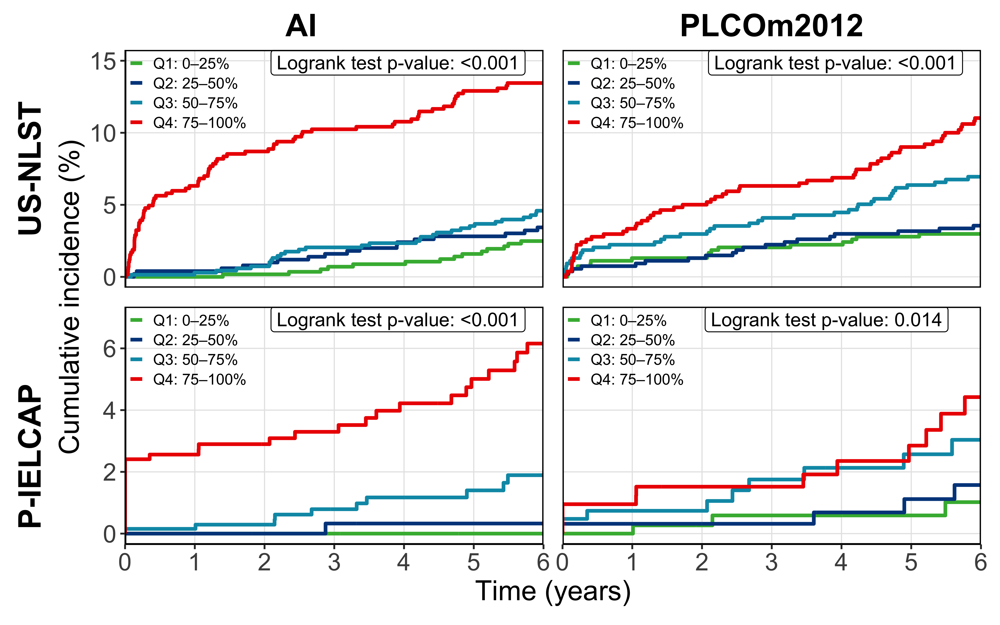 AI
PLCOm2012
US-NLST
P-IELCAP
Cumulative incidence (%)
15
10
5
0
Q1: 0–25%
Q2: 25–50%
Q3: 50–75%
Q4: 75–100%
Logrank test p-value: <0.001
Q1: 0–25%
Q2: 25–50%
Q3: 50–75%
Q4: 75–100%
Logrank test p-value: <0.001
6
4
2
0
Q1: 0–25%
Q2: 25–50%
Q3: 50–75%
Q4: 75–100%
Logrank test p-value: <0.001
Q1: 0–25%
Q2: 25–50%
Q3: 50–75%
Q4: 75–100%
Logrank test p-value: 0.014
0 1 2 3 4 5 6
0 1 2 3 4 5 6
Time (years)